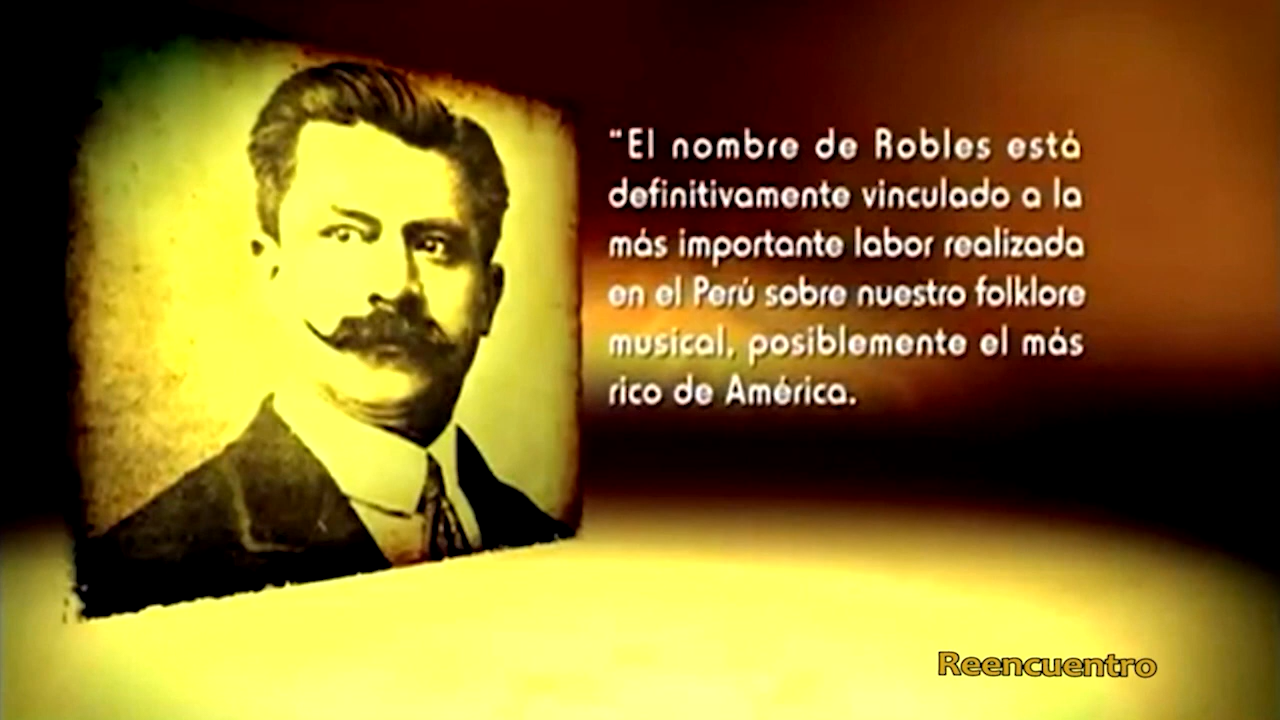 “El nombre de Robles está
definitivamente vinculado a la
más importante labor realizada
en el Perú sobre nuestro folklore
musical, posiblemente el más
rico de América.
Reencuentro